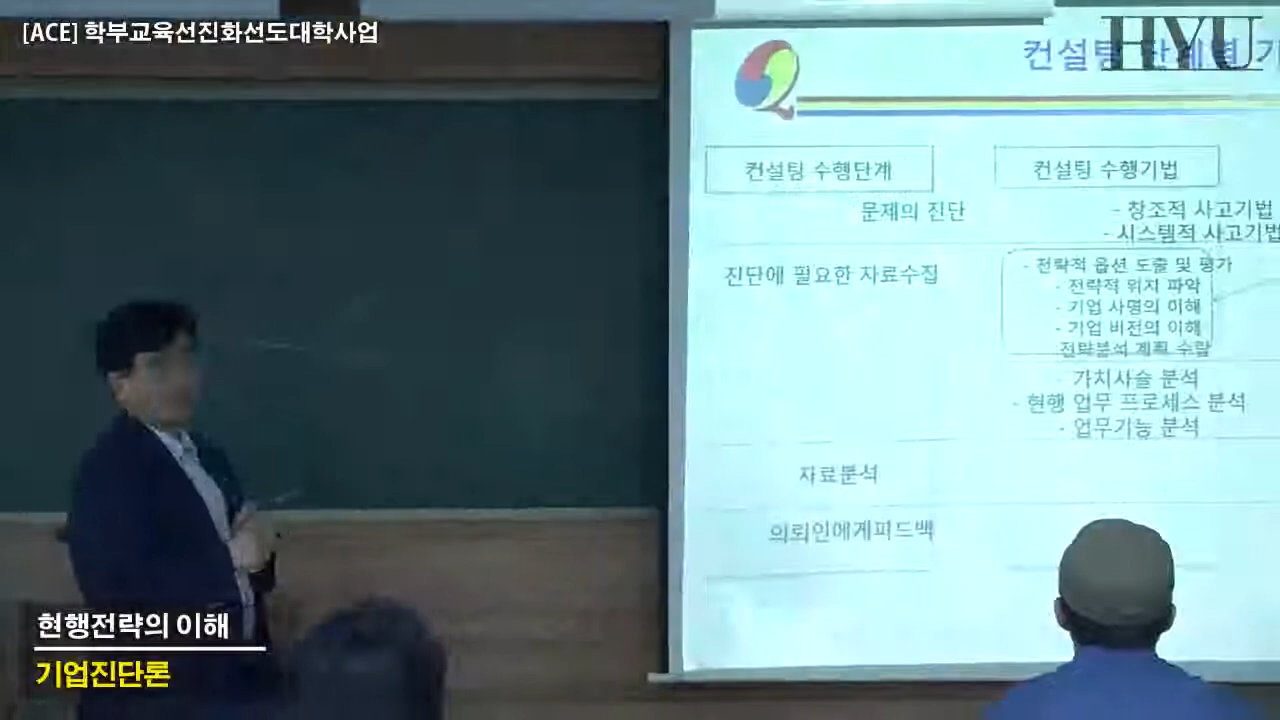 [ACE] 학부교육선진화선도대학사업
HYU
컨설팅 단계별 기
컨설팅 수행단계
컨설팅 수행기법
문제의 진단
- 창조적 사고기법
- 시스템적 사고기법
진단에 필요한 자료수집
- 전략적 옵션 도출 및 평가
- 전략적 위치 파악
- 기업 사명의 이해
- 기업 비전의 이해
전략분석 계획 수립
- 가치사슬 분석
- 현행 업무 프로세스 분석
- 업무기능 분석
자료분석
의뢰인에게피드백
현행전략의 이해
기업진단론